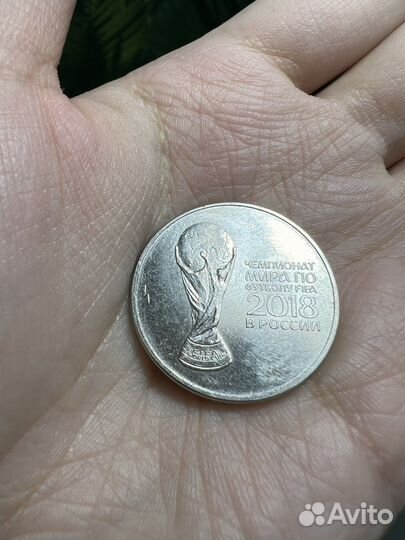 ЧЕМПИОНАТ
МИРА ПО
ФУТБОЛУ FIFA
2018
В РОССИИ
Avito